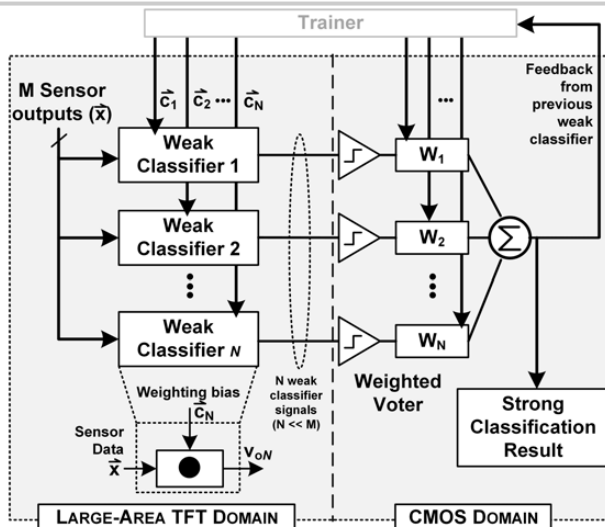 Trainer
M Sensor
outputs (x⃗)
c⃗1 c⃗2 ... c⃗N
...
Feedback
from
previous
weak
classifier
Weak
Classifier 1
W1
Weak
Classifier 2
W2
Σ
Weak
Classifier N
WN
Weighting bias
c⃗N
N weak
classifier
signals
(N << M)
Weighted
Voter
Strong
Classification
Result
Sensor
Data
x⃗
VoN
LARGE-AREA TFT DOMAIN
CMOS DOMAIN